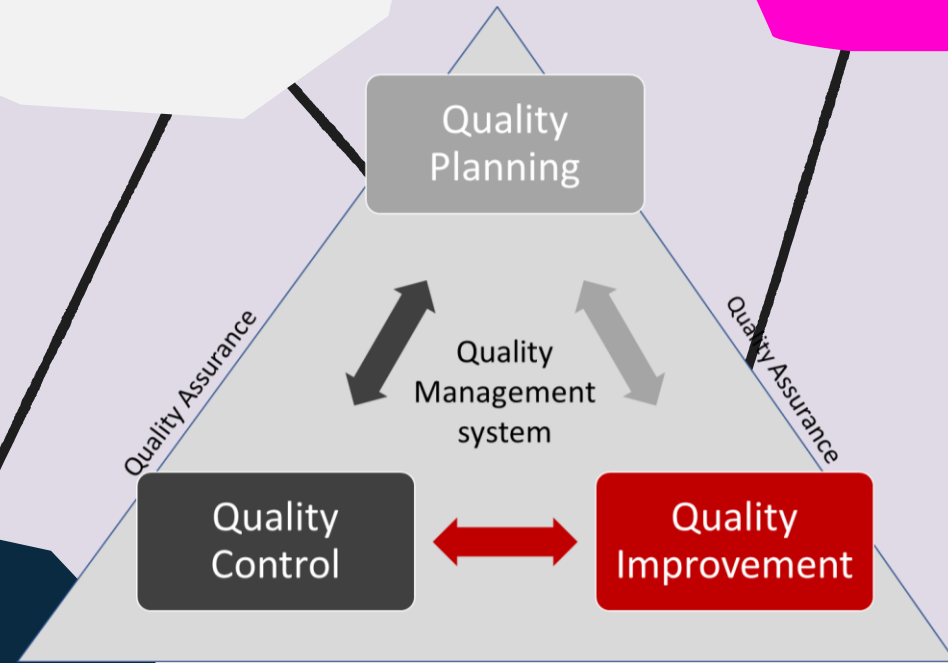 Quality
Planning
Quality Assurance
Quality Assurance
Quality
Management
system
Quality
Control
Quality
Improvement